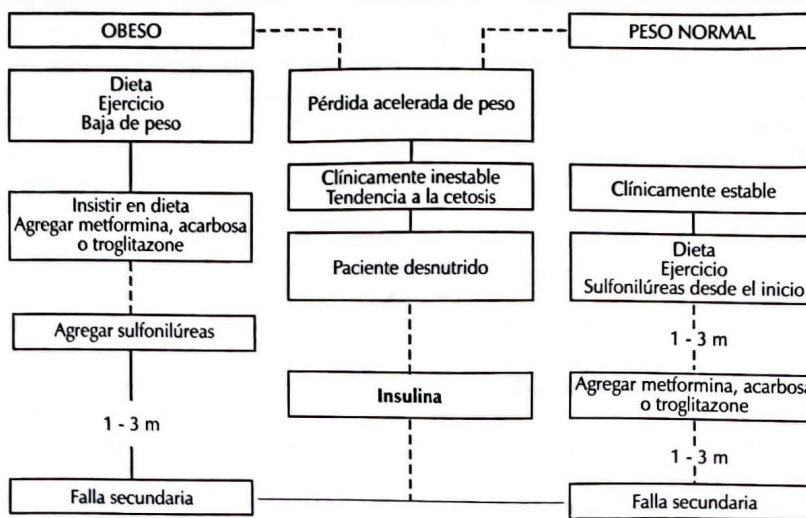 OBESO
Dieta
Ejercicio
Baja de peso
Insistir en dieta
Agregar metformina, acarbosa
o troglitazone
Agregar sulfonilúreas
1 - 3 m
Falla secundaria
Pérdida acelerada de peso
Clínicamente inestable
Tendencia a la cetosis
Paciente desnutrido
Insulina
PESO NORMAL
Clínicamente estable
Dieta
Ejercicio
Sulfonilúreas desde el inicio
1 - 3 m
Agregar metformina, acarbosa
o troglitazone
1 - 3 m
Falla secundaria